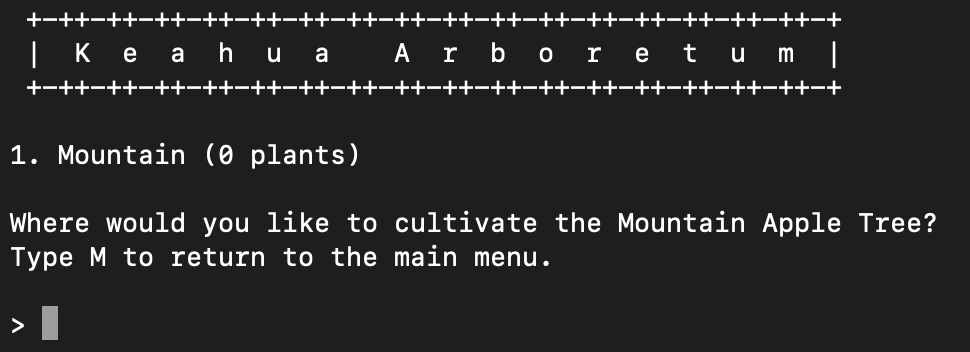 +-++-++-++-++-++-++-++-++-++-++-++-++-++-++-++-++-+
|  K  e  a  h  u  a    A  r  b  o  r  e  t  u  m  |
+-++-++-++-++-++-++-++-++-++-++-++-++-++-++-++-++-+
1. Mountain (0 plants)
Where would you like to cultivate the Mountain Apple Tree?
Type M to return to the main menu.
>